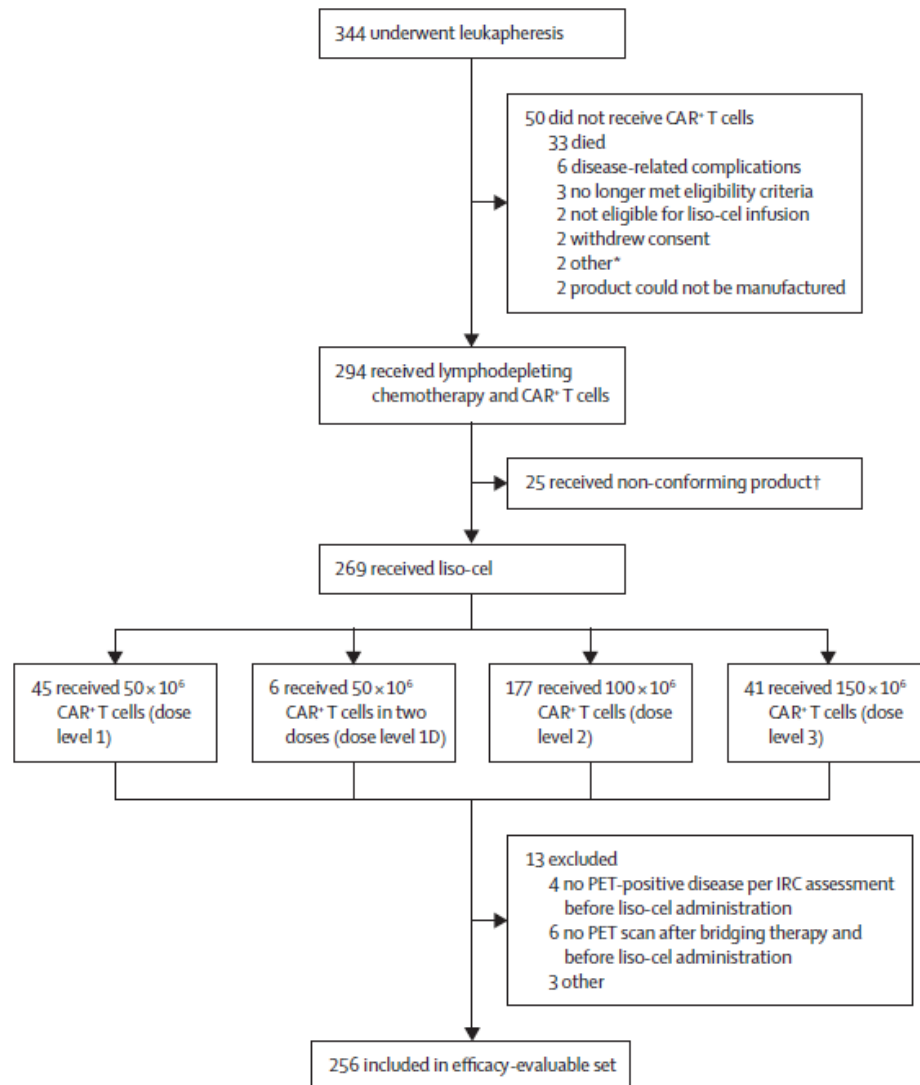 344 underwent leukapheresis
50 did not receive CAR⁺ T cells
33 died
6 disease-related complications
3 no longer met eligibility criteria
2 not eligible for liso-cel infusion
2 withdrew consent
2 other*
2 product could not be manufactured
294 received lymphodepleting
chemotherapy and CAR⁺ T cells
25 received non-conforming product†
269 received liso-cel
45 received 50 × 10⁶
CAR⁺ T cells (dose
level 1)
6 received 50 × 10⁶
CAR⁺ T cells in two
doses (dose level 1D)
177 received 100 × 10⁶
CAR⁺ T cells (dose
level 2)
41 received 150 × 10⁶
CAR⁺ T cells (dose
level 3)
13 excluded
4 no PET-positive disease per IRC assessment
before liso-cel administration
6 no PET scan after bridging therapy and
before liso-cel administration
3 other
256 included in efficacy-evaluable set